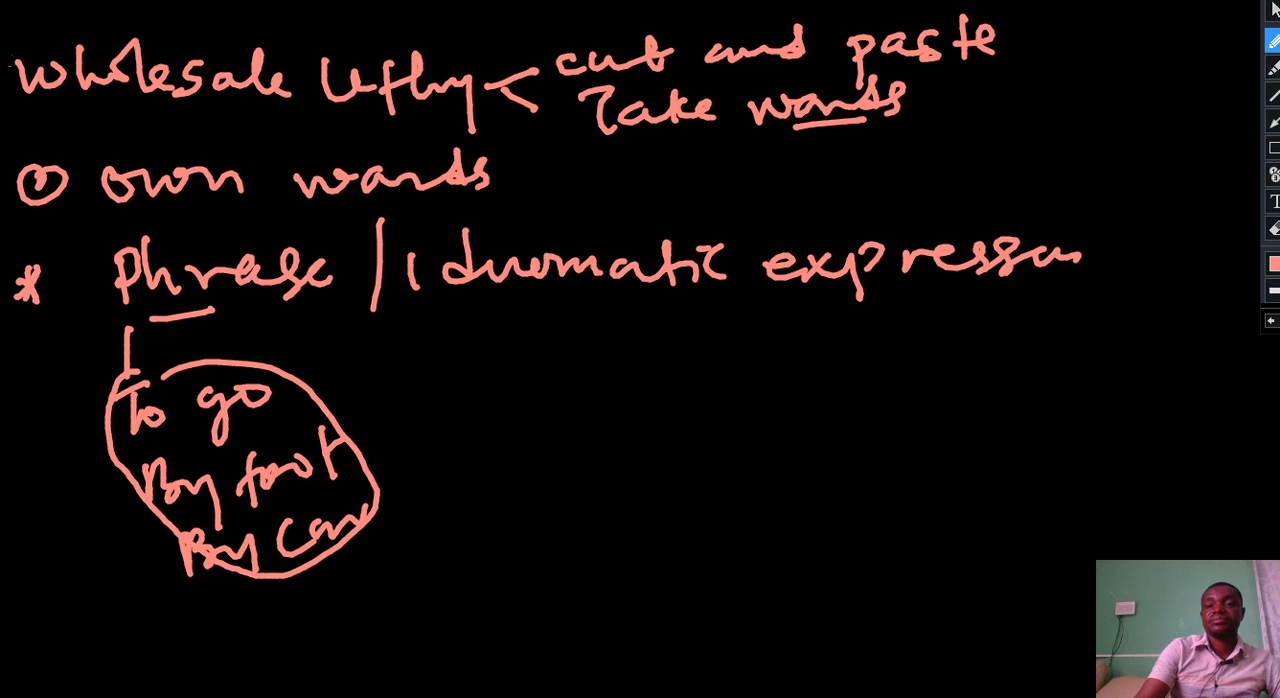 Wholesale lifting < cut and paste
Take words
① own words
* Phrase / idiomatic expression
To go
By foot
By car